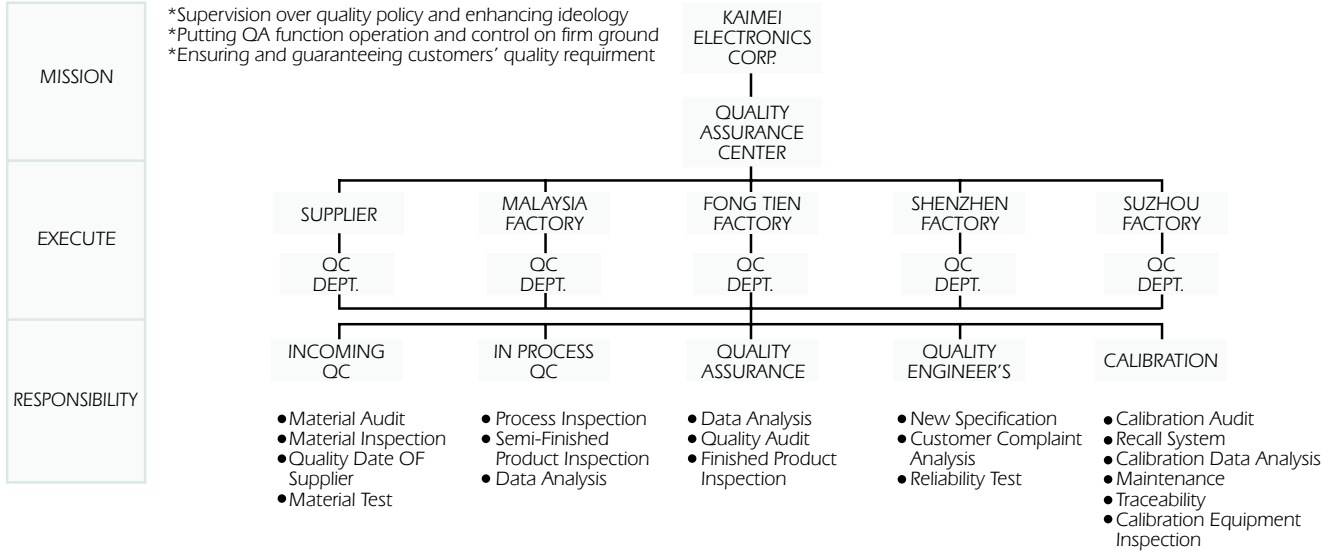 *Supervision over quality policy and enhancing ideology
*Putting QA function operation and control on firm ground
*Ensuring and guaranteeing customers' quality requirment
MISSION
KAIMEI
ELECTRONICS
CORP.
QUALITY
ASSURANCE
CENTER
EXECUTE
SUPPLIER
MALAYSIA
FACTORY
FONG TIEN
FACTORY
SHENZHEN
FACTORY
SUZHOU
FACTORY
QC
DEPT.
QC
DEPT.
QC
DEPT.
QC
DEPT.
QC
DEPT.
RESPONSIBILITY
INCOMING
QC
IN PROCESS
QC
QUALITY
ASSURANCE
QUALITY
ENGINEER'S
CALIBRATION
●Material Audit
●Material Inspection
●Quality Date OF
Supplier
●Material Test
●Process Inspection
●Semi-Finished
Product Inspection
●Data Analysis
●Data Analysis
●Quality Audit
●Finished Product
Inspection
●New Specification
●Customer Complaint
Analysis
●Reliability Test
●Calibration Audit
●Recall System
●Calibration Data Analysis
●Maintenance
●Traceability
●Calibration Equipment
Inspection